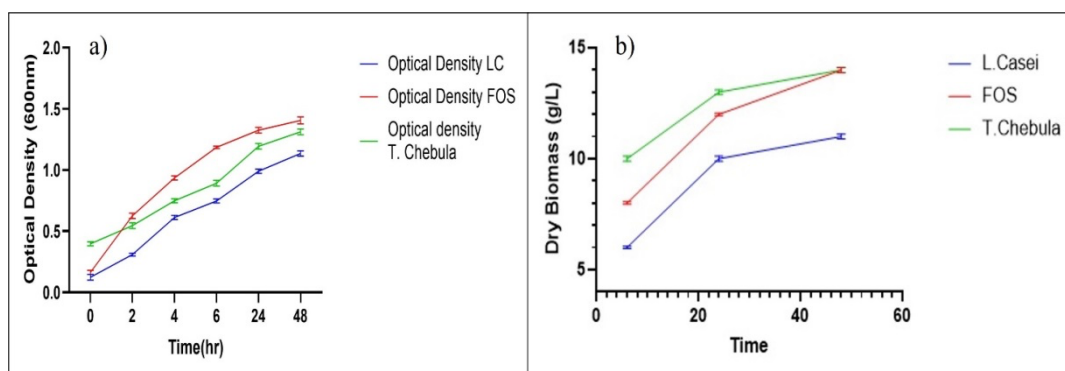 a)
Optical Density (600nm)
2.0
1.5
1.0
0.5
0.0
0 2 4 6 24 48
Time(hr)
Optical Density LC
Optical Density FOS
Optical density
T. Chebula
b)
Dry Biomass (g/L)
15
10
5
0 20 40 60
Time
L.Casei
FOS
T.Chebula